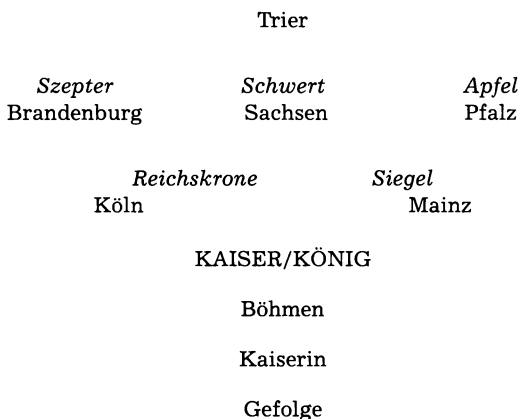 Trier
Szepter Schwert Apfel
Brandenburg Sachsen Pfalz
Reichskrone Siegel
Köln Mainz
KAISER/KÖNIG
Böhmen
Kaiserin
Gefolge